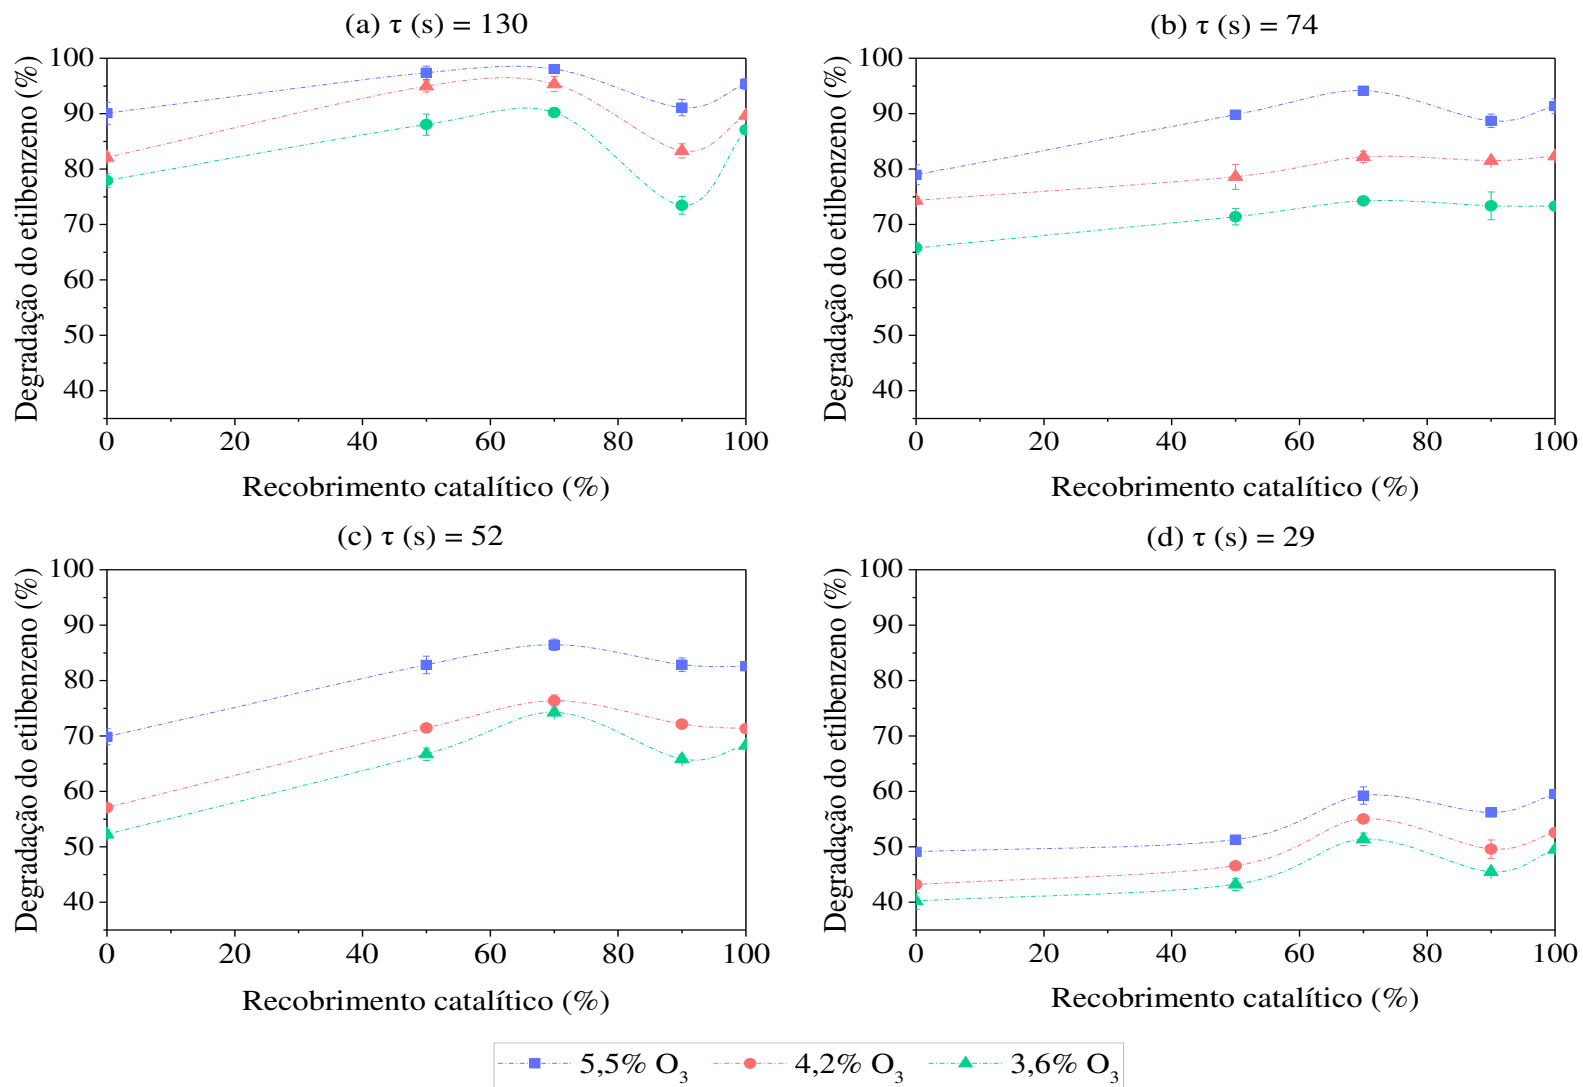 (a) τ (s) = 130
Degradação do etilbenzeno (%)
100
90
80
70
60
50
40
0 20 40 60 80 100
Recobrimento catalítico (%)
(b) τ (s) = 74
Degradação do etilbenzeno (%)
100
90
80
70
60
50
40
0 20 40 60 80 100
Recobrimento catalítico (%)
(c) τ (s) = 52
Degradação do etilbenzeno (%)
100
90
80
70
60
50
40
0 20 40 60 80 100
Recobrimento catalítico (%)
(d) τ (s) = 29
Degradação do etilbenzeno (%)
100
90
80
70
60
50
40
0 20 40 60 80 100
Recobrimento catalítico (%)
5,5% O₃ 4,2% O₃ 3,6% O₃